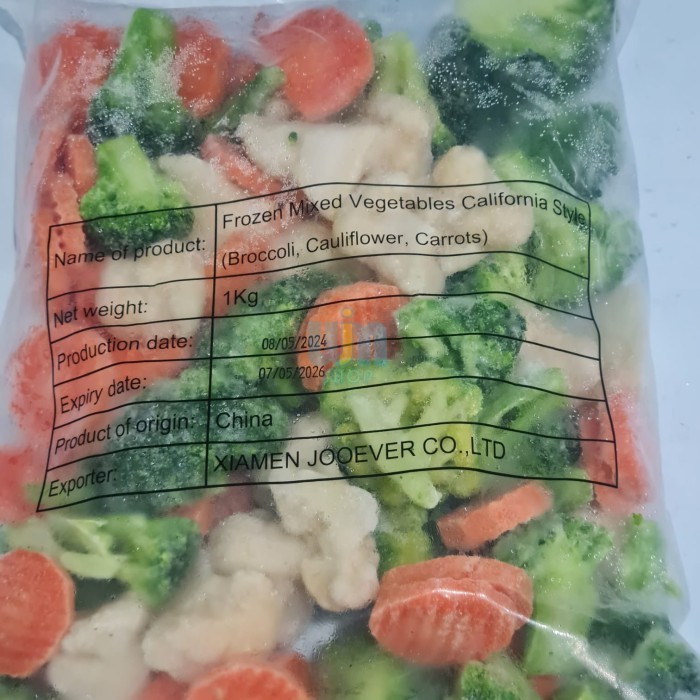 Name of product: Frozen Mixed Vegetables California Style
(Broccoli, Cauliflower, Carrots)
Net weight: 1Kg
Production date: 08/05/2024
Expiry date: 07/05/2026
Product of origin: China
Exporter: XIAMEN JOOEVER CO.,LTD